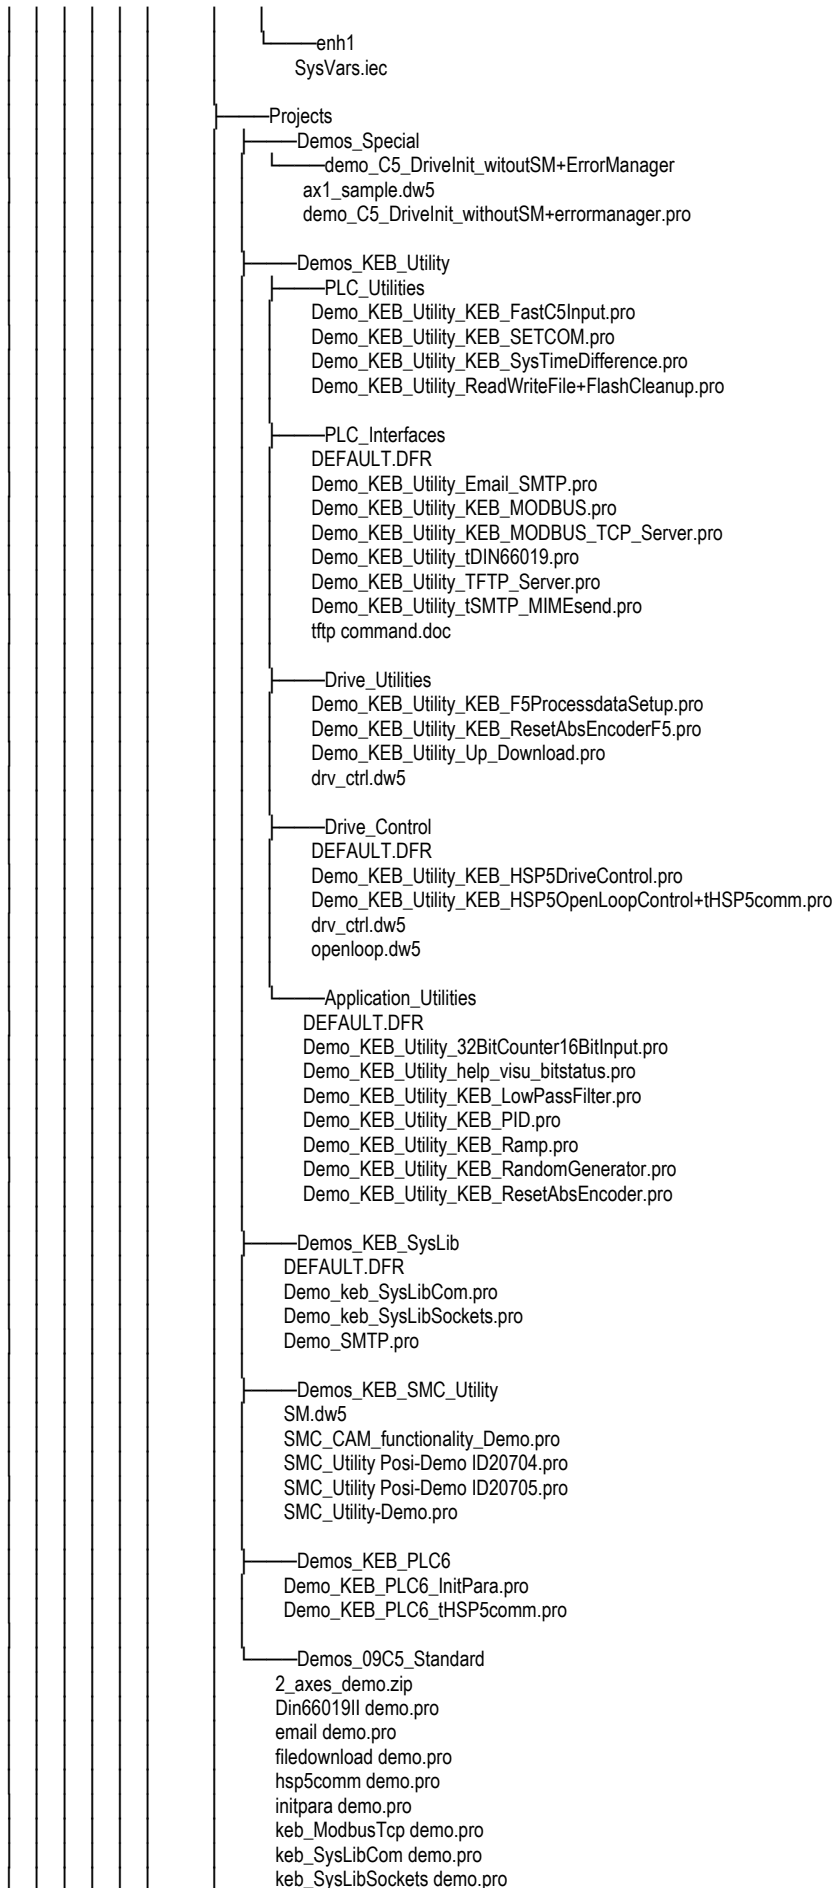 enh1
SysVars.iec
Projects
Demos_Special
demo_C5_DriveInit_witoutSM+ErrorManager
ax1_sample.dw5
demo_C5_DriveInit_withoutSM+errormanager.pro
Demos_KEB_Utility
PLC_Utilities
Demo_KEB_Utility_KEB_FastC5Input.pro
Demo_KEB_Utility_KEB_SETCOM.pro
Demo_KEB_Utility_KEB_SysTimeDifference.pro
Demo_KEB_Utility_ReadWriteFile+FlashCleanup.pro
PLC_Interfaces
DEFAULT.DFR
Demo_KEB_Utility_Email_SMTP.pro
Demo_KEB_Utility_KEB_MODBUS.pro
Demo_KEB_Utility_KEB_MODBUS_TCP_Server.pro
Demo_KEB_Utility_tDIN66019.pro
Demo_KEB_Utility_TFTP_Server.pro
Demo_KEB_Utility_tSMTP_MIMEsend.pro
tftp command.doc
Drive_Utilities
Demo_KEB_Utility_KEB_F5ProcessdataSetup.pro
Demo_KEB_Utility_KEB_ResetAbsEncoderF5.pro
Demo_KEB_Utility_Up_Download.pro
drv_ctrl.dw5
Drive_Control
DEFAULT.DFR
Demo_KEB_Utility_KEB_HSP5DriveControl.pro
Demo_KEB_Utility_KEB_HSP5OpenLoopControl+tHSP5comm.pro
drv_ctrl.dw5
openloop.dw5
Application_Utilities
DEFAULT.DFR
Demo_KEB_Utility_32BitCounter16BitInput.pro
Demo_KEB_Utility_help_visu_bitstatus.pro
Demo_KEB_Utility_KEB_LowPassFilter.pro
Demo_KEB_Utility_KEB_PID.pro
Demo_KEB_Utility_KEB_Ramp.pro
Demo_KEB_Utility_KEB_RandomGenerator.pro
Demo_KEB_Utility_KEB_ResetAbsEncoder.pro
Demos_KEB_SysLib
DEFAULT.DFR
Demo_keb_SysLibCom.pro
Demo_keb_SysLibSockets.pro
Demo_SMTP.pro
Demos_KEB_SMC_Utility
SM.dw5
SMC_CAM_functionality_Demo.pro
SMC_Utility Posi-Demo ID20704.pro
SMC_Utility Posi-Demo ID20705.pro
SMC_Utility-Demo.pro
Demos_KEB_PLC6
Demo_KEB_PLC6_InitPara.pro
Demo_KEB_PLC6_tHSP5comm.pro
Demos_09C5_Standard
2_axes_demo.zip
Din66019II demo.pro
email demo.pro
filedownload demo.pro
hsp5comm demo.pro
initpara demo.pro
keb_ModbusTcp demo.pro
keb_SysLibCom demo.pro
keb_SysLibSockets demo.pro